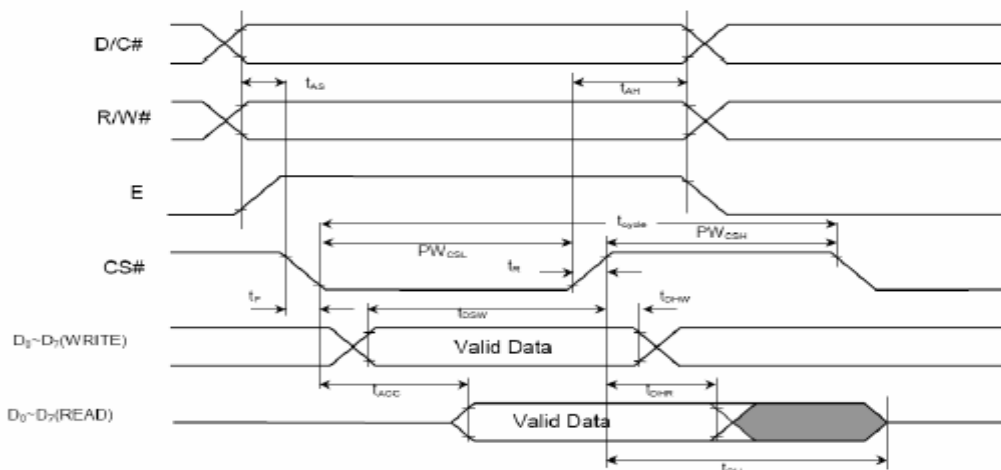 D/C#
tAS
tAH
R/W#
E
tcycle
PWCSL
PWCSH
CS#
tR
tF
tDSW
tDHW
D0~D7(WRITE)
Valid Data
tACC
tDHR
D0~D7(READ)
Valid Data